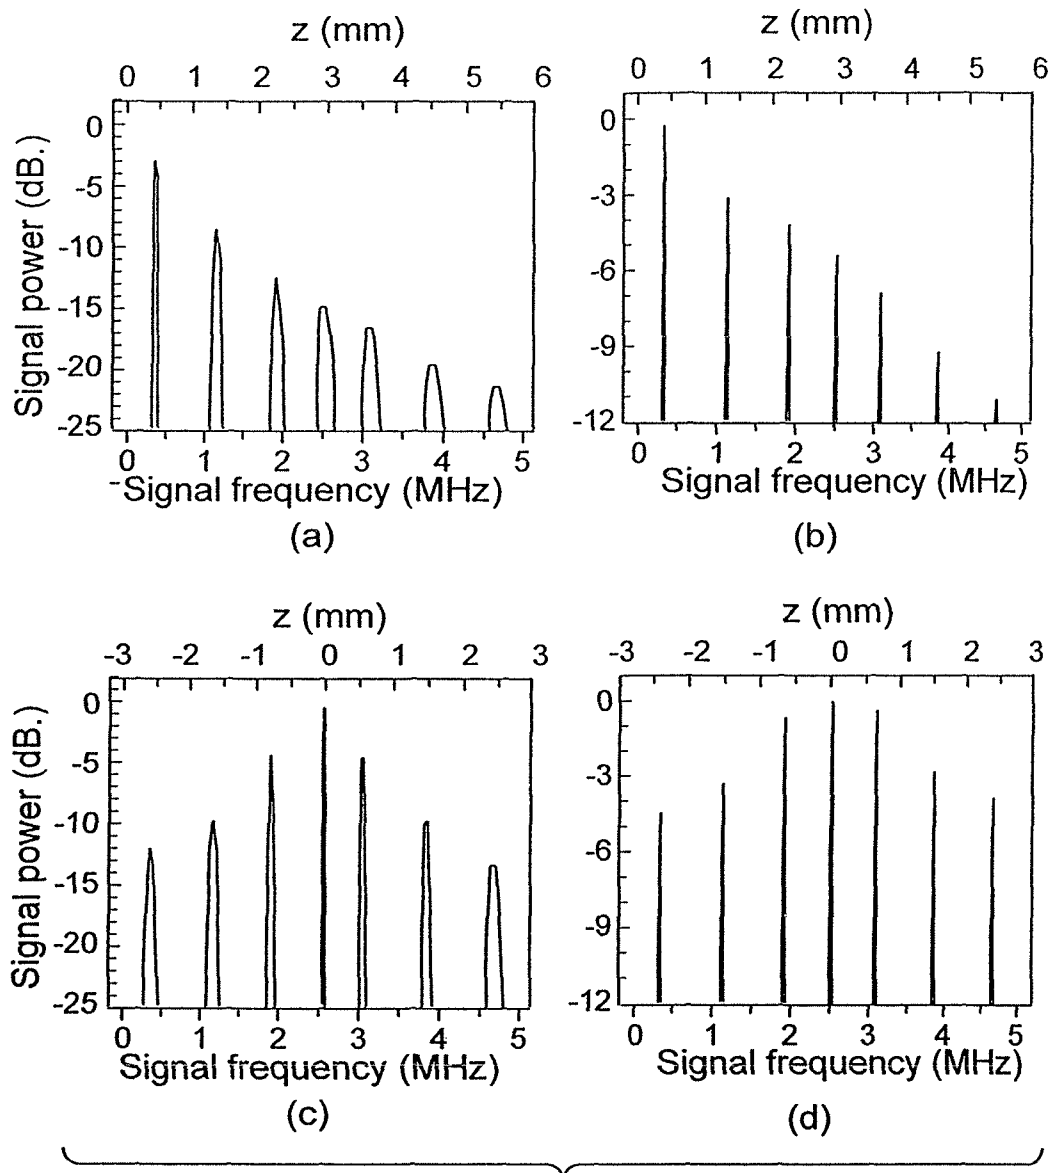 z (mm)
0 1 2 3 4 5 6
Signal power (dB.)
0
-5
-10
-15
-20
-25
0 1 2 3 4 5
-Signal frequency (MHz)
(a)
z (mm)
0 1 2 3 4 5 6
0
-3
-6
-9
-12
0 1 2 3 4 5
Signal frequency (MHz)
(b)
z (mm)
-3 -2 -1 0 1 2 3
Signal power (dB.)
0
-5
-10
-15
-20
-25
0 1 2 3 4 5
Signal frequency (MHz)
(c)
z (mm)
-3 -2 -1 0 1 2 3
0
-3
-6
-9
-12
0 1 2 3 4 5
Signal frequency (MHz)
(d)